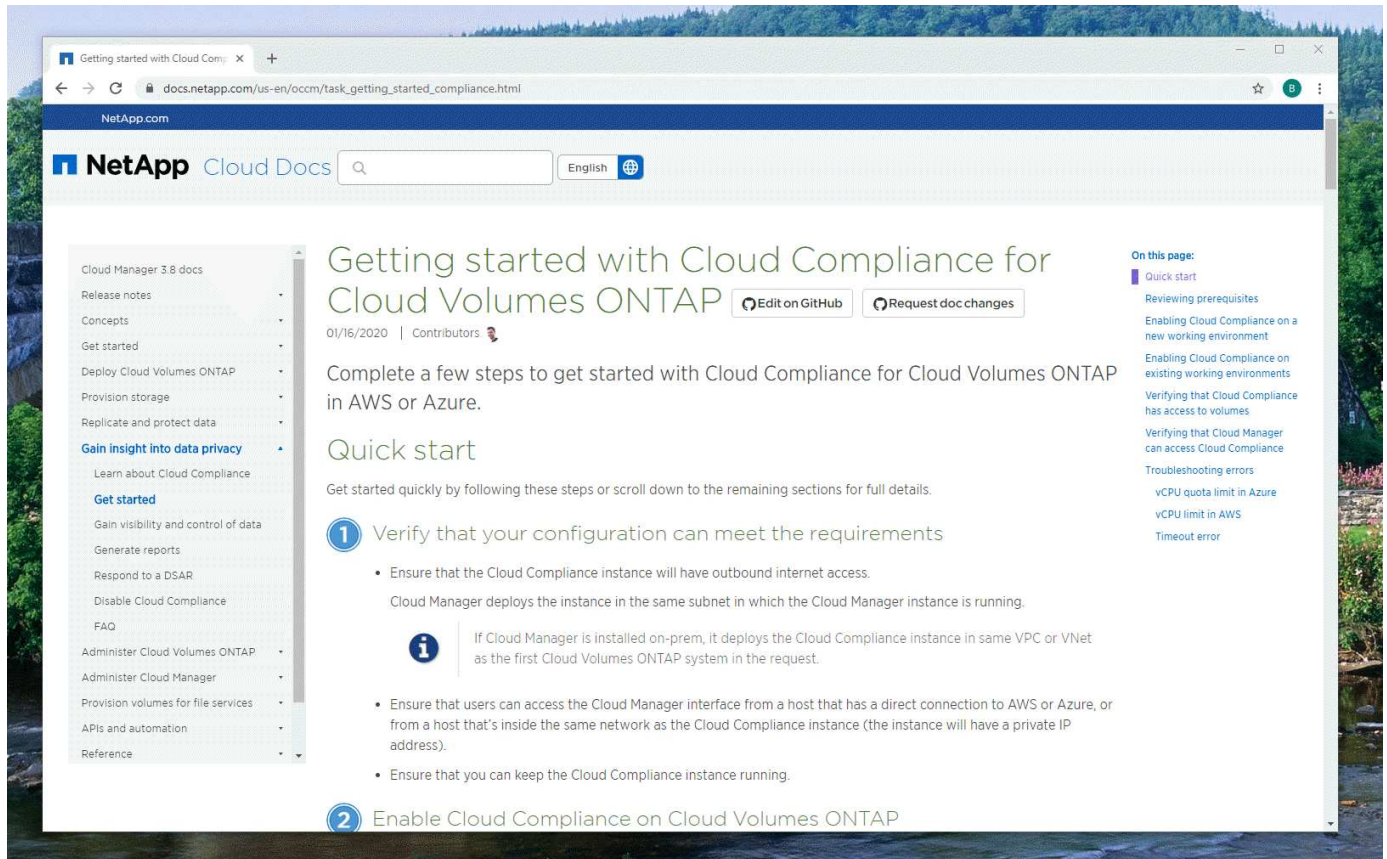 Getting started with Cloud Comp
docs.netapp.com/us-en/occm/task_getting_started_compliance.html
B
NetApp.com
NetApp Cloud Docs
English
Cloud Manager 3.8 docs
Release notes
Concepts
Get started
Deploy Cloud Volumes ONTAP
Provision storage
Replicate and protect data
Gain insight into data privacy
Learn about Cloud Compliance
Get started
Gain visibility and control of data
Generate reports
Respond to a DSAR
Disable Cloud Compliance
FAQ
Administer Cloud Volumes ONTAP
Administer Cloud Manager
Provision volumes for file services
APIs and automation
Reference
Getting started with Cloud Compliance for
Cloud Volumes ONTAP Edit on GitHub Request doc changes
01/16/2020 | Contributors
Complete a few steps to get started with Cloud Compliance for Cloud Volumes ONTAP
in AWS or Azure.
Quick start
Get started quickly by following these steps or scroll down to the remaining sections for full details.
1 Verify that your configuration can meet the requirements
• Ensure that the Cloud Compliance instance will have outbound internet access.
Cloud Manager deploys the instance in the same subnet in which the Cloud Manager instance is running.
If Cloud Manager is installed on-prem, it deploys the Cloud Compliance instance in same VPC or VNet
as the first Cloud Volumes ONTAP system in the request.
• Ensure that users can access the Cloud Manager interface from a host that has a direct connection to AWS or Azure, or
from a host that's inside the same network as the Cloud Compliance instance (the instance will have a private IP
address).
• Ensure that you can keep the Cloud Compliance instance running.
2 Enable Cloud Compliance on Cloud Volumes ONTAP
On this page:
Quick start
Reviewing prerequisites
Enabling Cloud Compliance on a
new working environment
Enabling Cloud Compliance on
existing working environments
Verifying that Cloud Compliance
has access to volumes
Verifying that Cloud Manager
can access Cloud Compliance
Troubleshooting errors
vCPU quota limit in Azure
vCPU limit in AWS
Timeout error